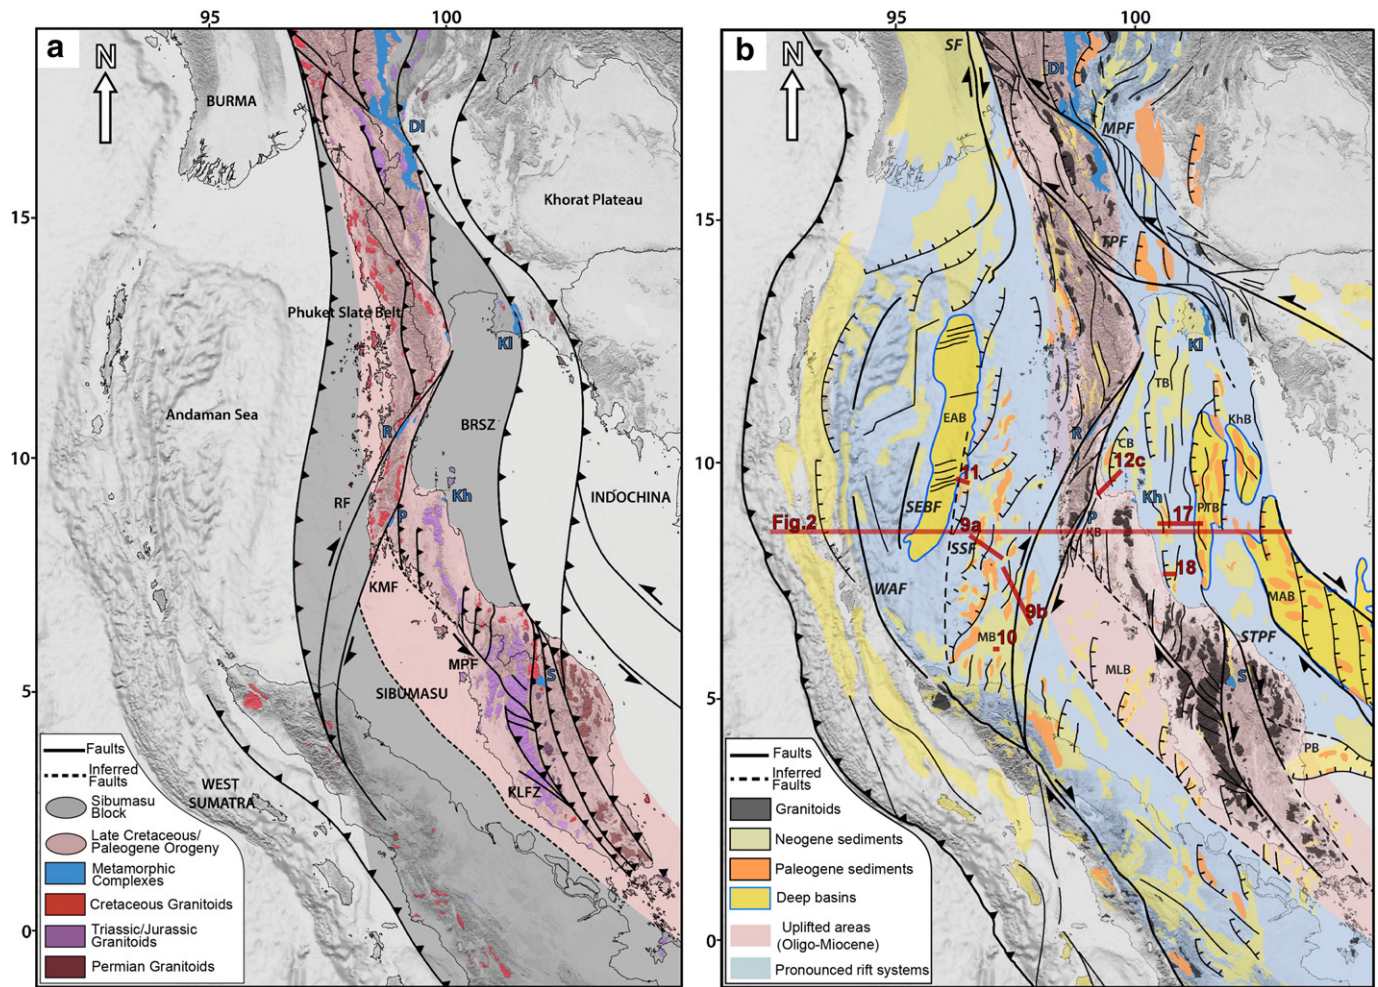 95
100
a
N
BURMA
DI
Khorat Plateau
15
Phuket Slate Belt
Kl
Andaman Sea
R
BRSZ
10
Kh
INDOCHINA
RF
P
KMF
MPF
S
SIBUMASU
5
WEST
SUMATRA
KLFZ
0
Faults
Inferred
Faults
Sibumasu
Block
Late Cretaceous/
Paleogene Orogeny
Metamorphic
Complexes
Cretaceous Granitoids
Triassic/Jurassic
Granitoids
Permian Granitoids
95
100
b
N
SF
DI
MPF
15
TPF
Kl
TB
EAB
KhB
R
CB
10
11
12c
Kh
SEBF
PTB
17
Fig.2
9a
P
KB
SSF
18
WAF
MAB
9b
MB
10
STPF
MLB
S
5
PB
0
Faults
Inferred
Faults
Granitoids
Neogene sediments
Paleogene sediments
Deep basins
Uplifted areas
(Oligo-Miocene)
Pronounced rift systems